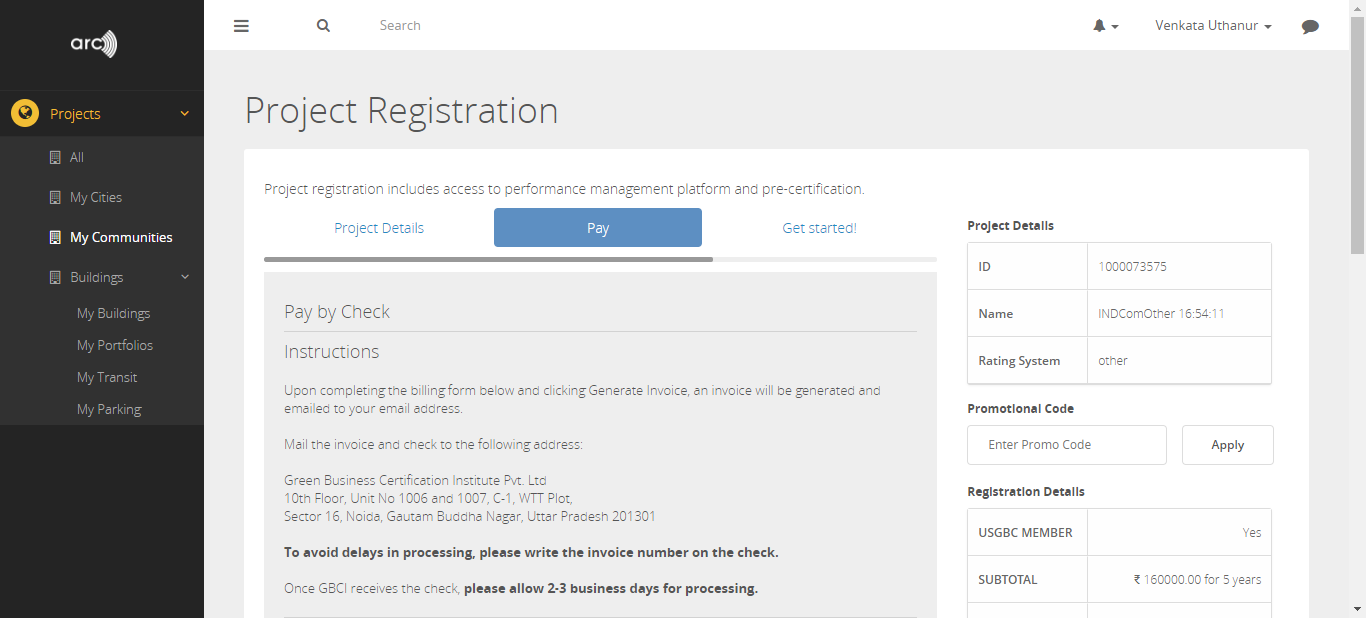 arc
Search
Venkata Uthanur
Projects
All
My Cities
My Communities
Buildings
My Buildings
My Portfolios
My Transit
My Parking
Project Registration
Project registration includes access to performance management platform and pre-certification.
Project Details
Pay
Get started!
Pay by Check
Instructions
Upon completing the billing form below and clicking Generate Invoice, an invoice will be generated and
emailed to your email address.
Mail the invoice and check to the following address:
Green Business Certification Institute Pvt. Ltd
10th Floor, Unit No 1006 and 1007, C-1, WTT Plot,
Sector 16, Noida, Gautam Buddha Nagar, Uttar Pradesh 201301
To avoid delays in processing, please write the invoice number on the check.
Once GBCI receives the check, please allow 2-3 business days for processing.
Project Details
ID 1000073575
Name INDComOther 16:54:11
Rating System other
Promotional Code
Enter Promo Code Apply
Registration Details
USGBC MEMBER Yes
SUBTOTAL ₹ 160000.00 for 5 years